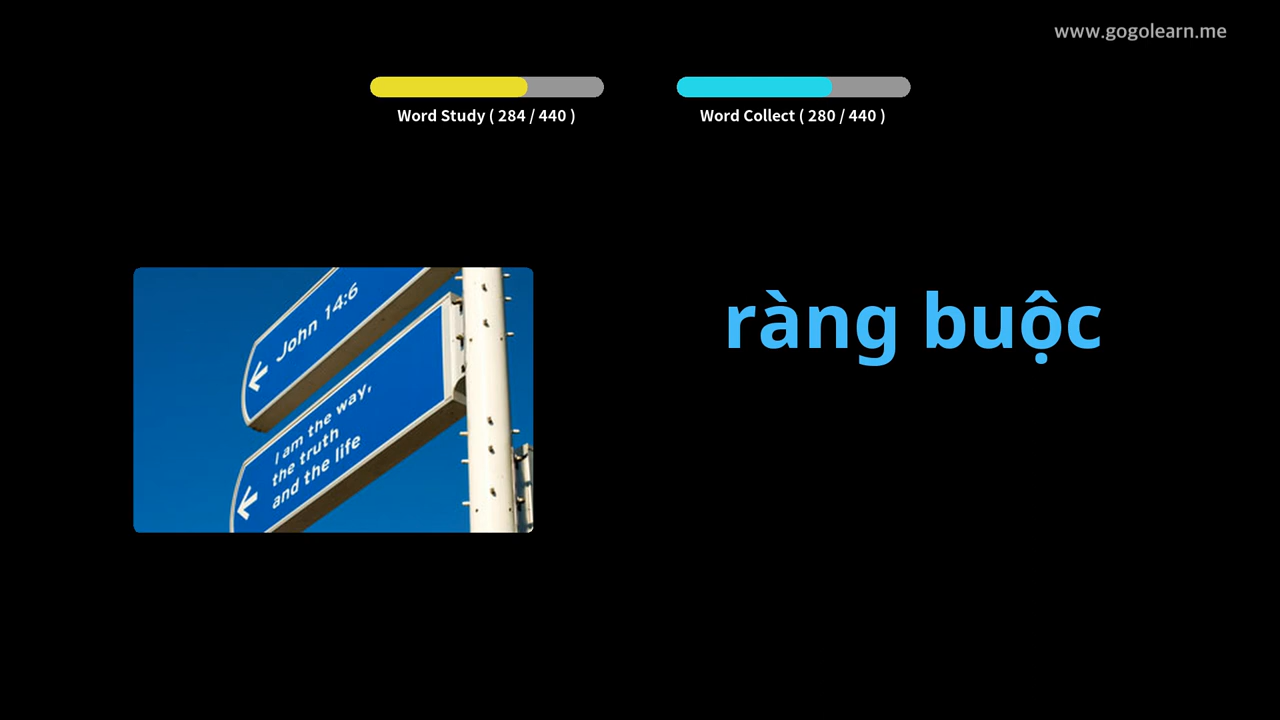 www.gogolearn.me
Word Study ( 284 / 440 )
Word Collect ( 280 / 440 )
John 14:6
I am the way,
the truth
and the life
ràng buộc